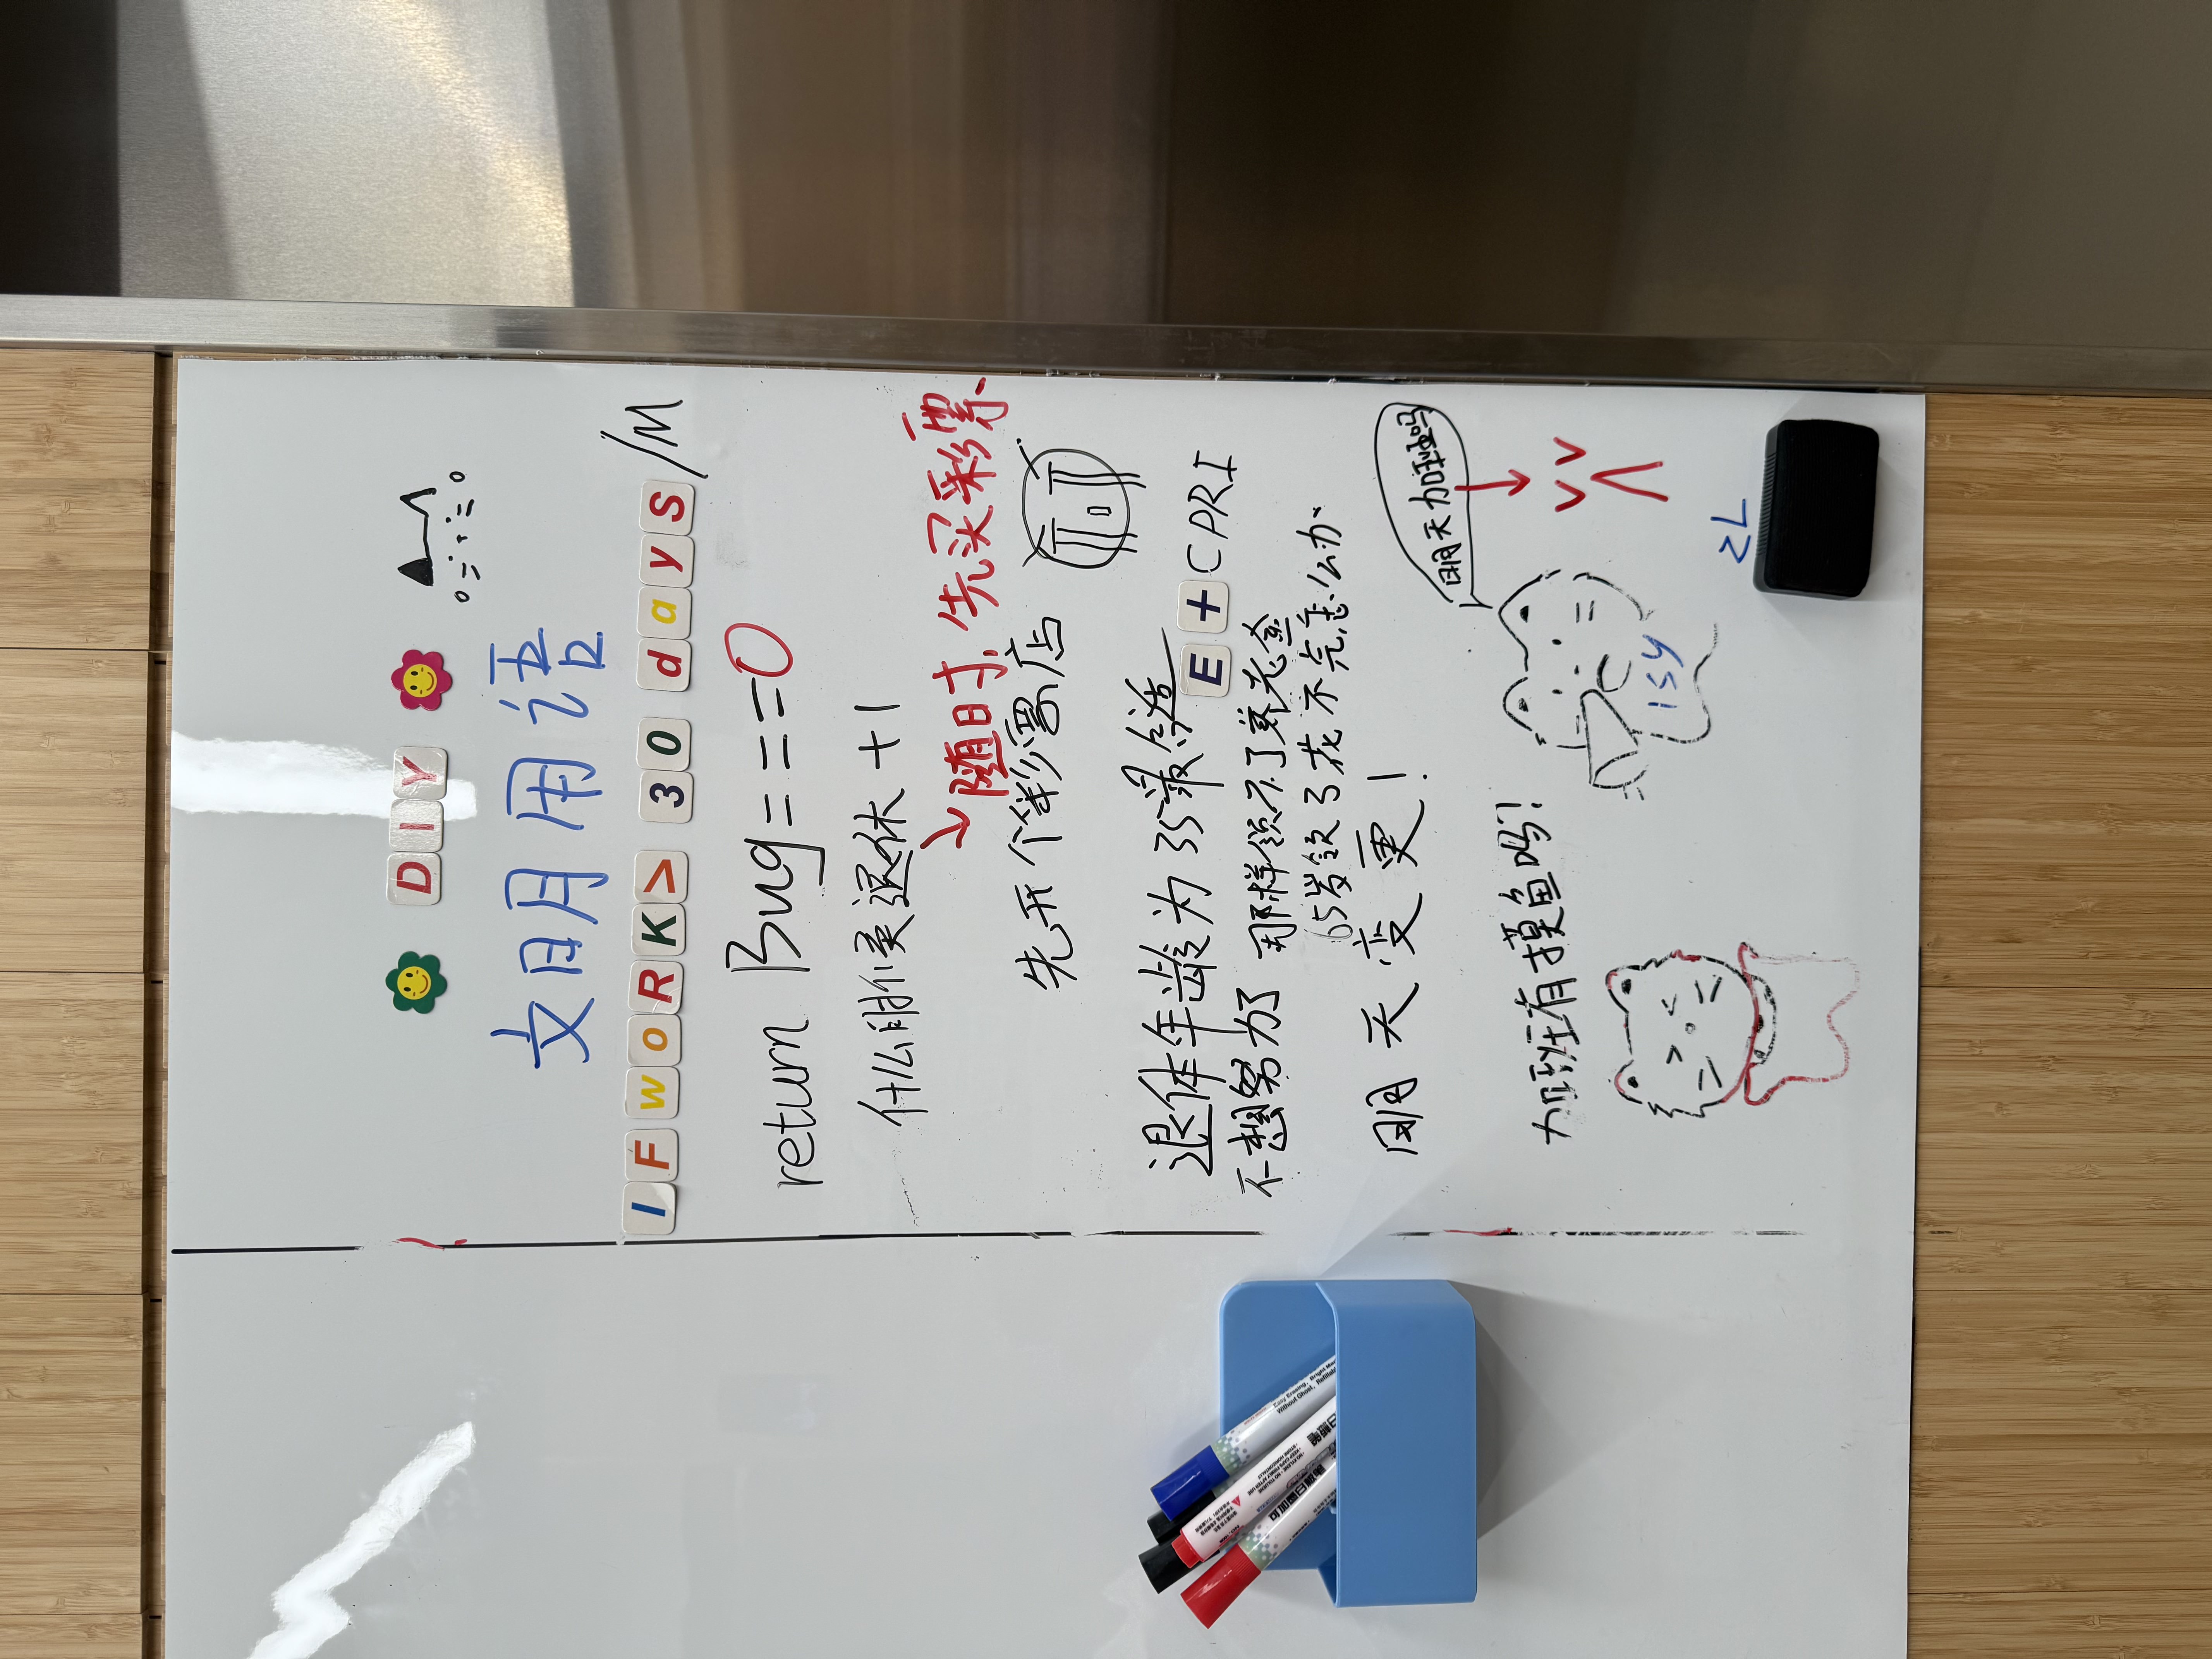 DIY
文明用语
IF woRK> 30 dayS/M
return Bug===0
什么时候退休 +1
随时,先买彩票
先开个彩票店
退休年龄为35最合适
E+CPRI
不想努力了 那样领不了养老金
65岁领了花不完怎么办
明天变更!
明天加班吗
加班有摸鱼吗?
ISY
ZL